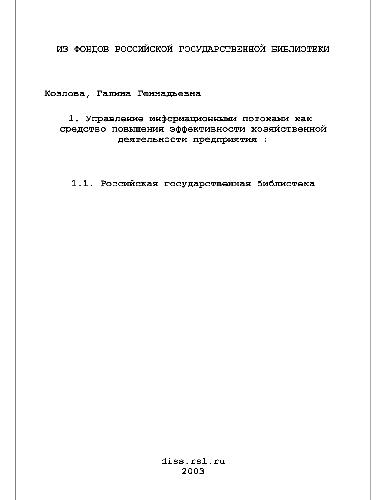 ИЗ ФОНДОВ РОССИЙСКОЙ ГОСУДАРСТВЕННОЙ БИБЛИОТЕКИ
Козлова, Галина Геннадьевна
1. Управление информационными потоками как
средство повышения эффективности хозяйственной
деятельности предприятия :
1.1. Российская государственная библиотека
diss.rsl.ru
2003